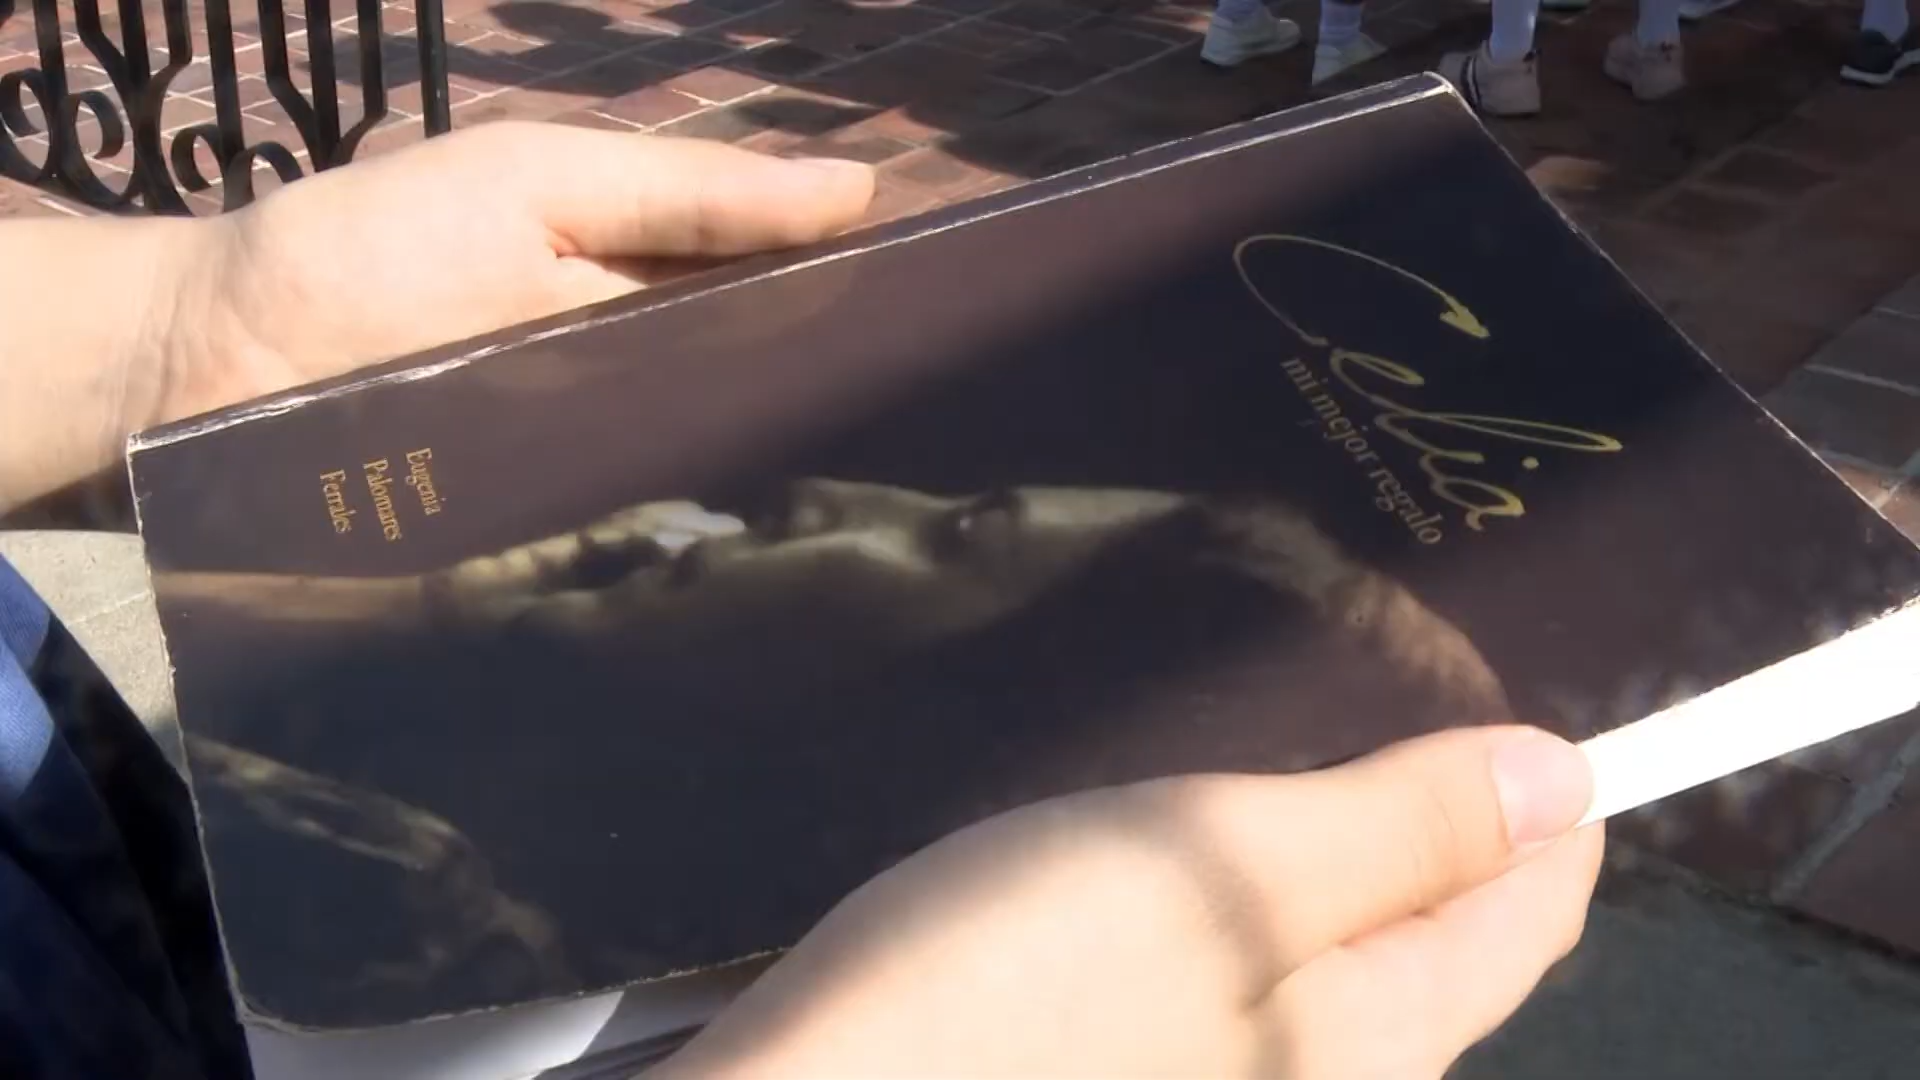 Celia
mi mejor regalo
Eugenia
Palomares
Ferrales